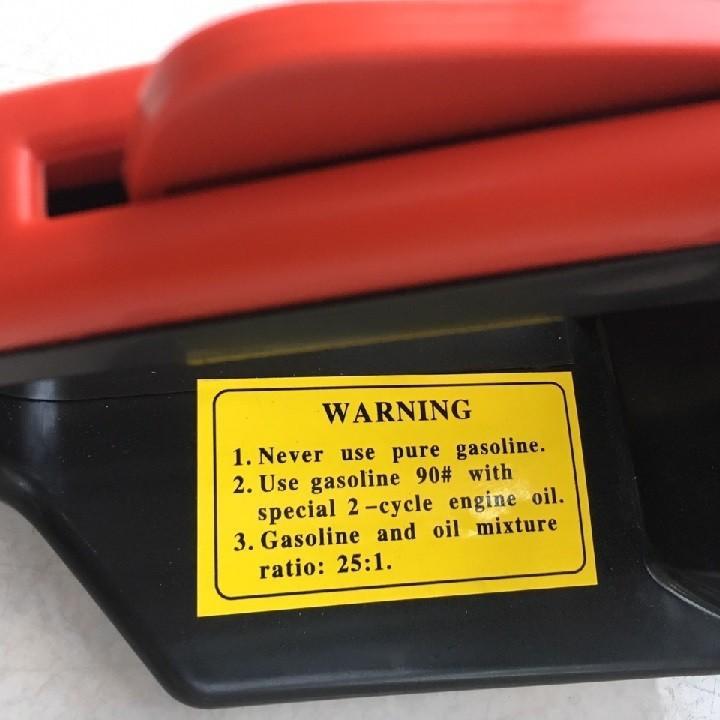 WARNING
1. Never use pure gasoline.
2. Use gasoline 90# with
special 2-cycle engine oil.
3. Gasoline and oil mixture
ratio: 25:1.